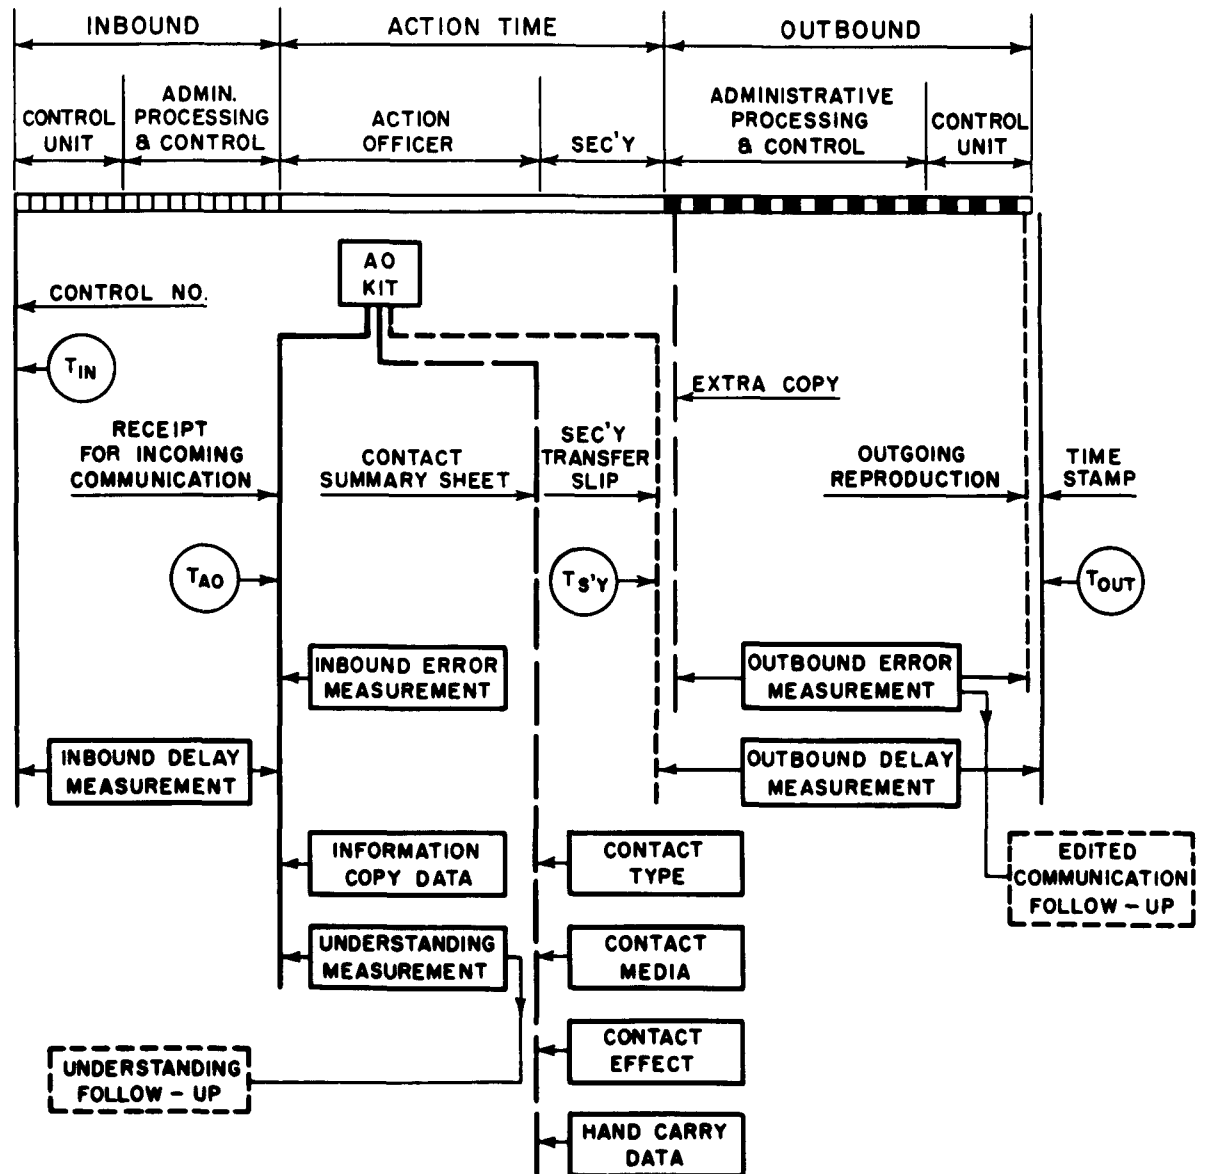 INBOUND
ACTION TIME
OUTBOUND
CONTROL
UNIT
ADMIN.
PROCESSING
& CONTROL
ACTION
OFFICER
SEC'Y
ADMINISTRATIVE
PROCESSING
& CONTROL
CONTROL
UNIT
AO
KIT
CONTROL NO.
TIN
EXTRA COPY
RECEIPT
FOR INCOMING
COMMUNICATION
CONTACT
SUMMARY SHEET
SEC'Y
TRANSFER
SLIP
OUTGOING
REPRODUCTION
TIME
STAMP
TAO
TS'Y
TOUT
INBOUND ERROR
MEASUREMENT
OUTBOUND ERROR
MEASUREMENT
INBOUND DELAY
MEASUREMENT
OUTBOUND DELAY
MEASUREMENT
INFORMATION
COPY DATA
CONTACT
TYPE
EDITED
COMMUNICATION
FOLLOW - UP
UNDERSTANDING
MEASUREMENT
CONTACT
MEDIA
UNDERSTANDING
FOLLOW - UP
CONTACT
EFFECT
HAND CARRY
DATA